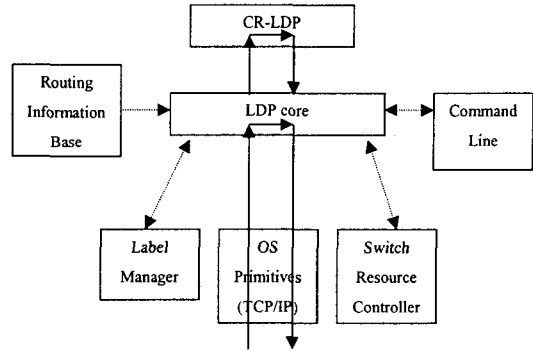 CR-LDP
Routing
Information
Base
LDP core
Command
Line
Label
Manager
OS
Primitives
(TCP/IP)
Switch
Resource
Controller